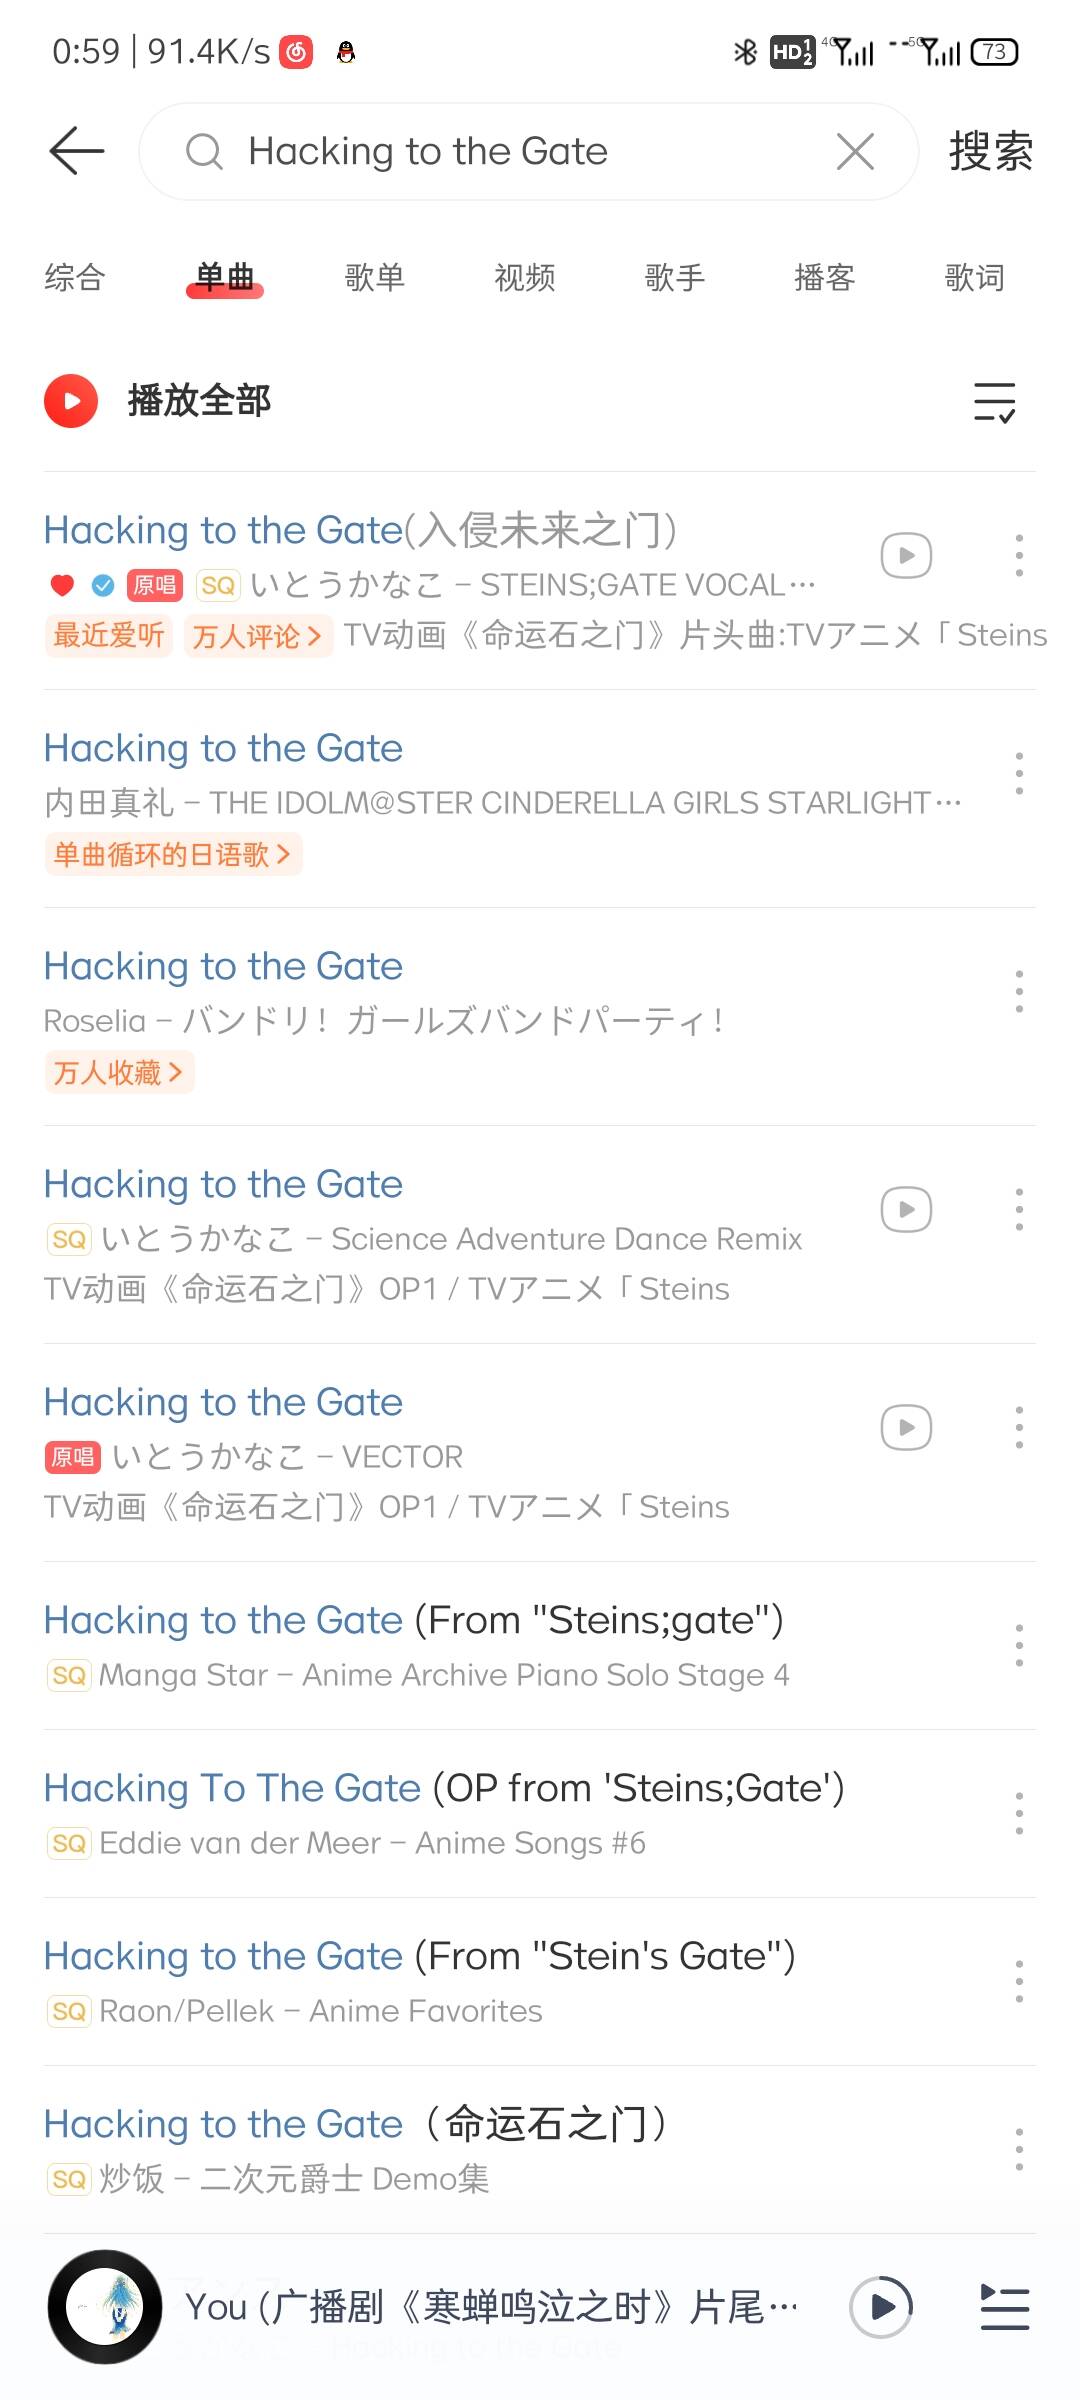 0:59 | 91.4K/s HD 1 2 4G 5G 73
Hacking to the Gate 搜索
综合 单曲 歌单 视频 歌手 播客 歌词
播放全部
Hacking to the Gate(入侵未来之门)
原唱 SQ いとうかなこ - STEINS;GATE VOCAL…
最近爱听 万人评论 > TV动画《命运石之门》片头曲:TVアニメ「Steins
Hacking to the Gate
内田真礼 - THE IDOLM@STER CINDERELLA GIRLS STARLIGHT…
单曲循环的日语歌 >
Hacking to the Gate
Roselia - バンドリ！ガールズバンドパーティ！
万人收藏 >
Hacking to the Gate
SQ いとうかなこ - Science Adventure Dance Remix
TV动画《命运石之门》OP1 / TVアニメ「Steins
Hacking to the Gate
原唱 いとうかなこ - VECTOR
TV动画《命运石之门》OP1 / TVアニメ「Steins
Hacking to the Gate (From "Steins;gate")
SQ Manga Star - Anime Archive Piano Solo Stage 4
Hacking To The Gate (OP from 'Steins;Gate')
SQ Eddie van der Meer - Anime Songs #6
Hacking to the Gate (From "Stein's Gate")
SQ Raon/Pellek - Anime Favorites
Hacking to the Gate（命运石之门）
SQ 炒饭 - 二次元爵士 Demo集
You (广播剧《寒蝉鸣泣之时》片尾…